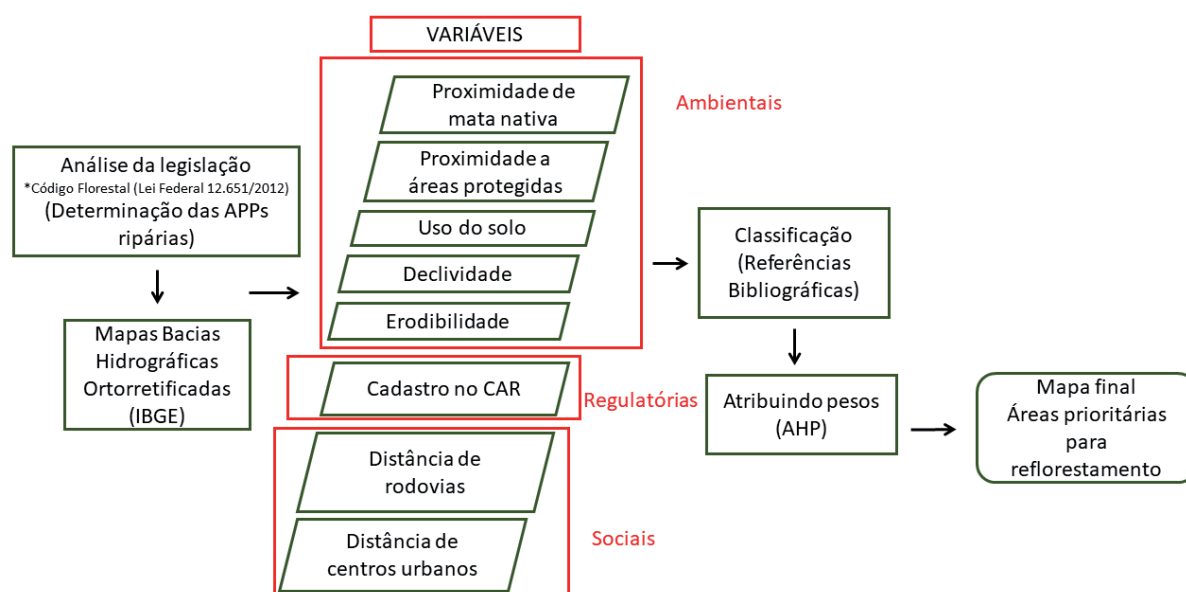 VARIÁVEIS
Análise da legislação
*Código Florestal (Lei Federal 12.651/2012)
(Determinação das APPs
ripárias)
Mapas Bacias
Hidrográficas
Ortorretificadas
(IBGE)
Proximidade de
mata nativa
Proximidade a
áreas protegidas
Uso do solo
Declividade
Erodibilidade
Ambientais
Cadastro no CAR
Regulatórias
Distância de
rodovias
Distância de
centros urbanos
Sociais
Classificação
(Referências
Bibliográficas)
Atribuindo pesos
(AHP)
Mapa final
Áreas prioritárias
para
reflorestamento